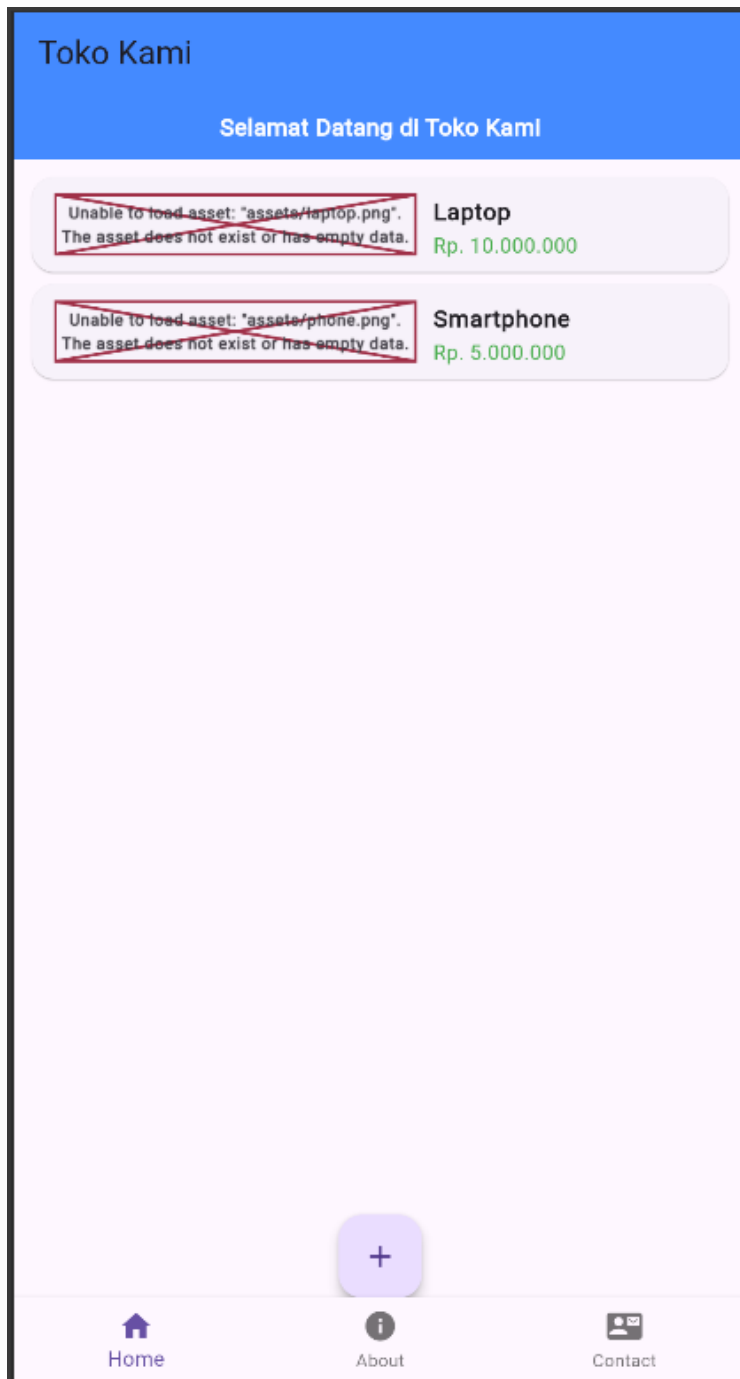 Toko Kami
Selamat Datang di Toko Kami
Unable to load asset: "assets/laptop.png".
The asset does not exist or has empty data.
Laptop
Rp. 10.000.000
Unable to load asset: "assets/phone.png".
The asset does not exist or has empty data.
Smartphone
Rp. 5.000.000
+
Home
About
Contact